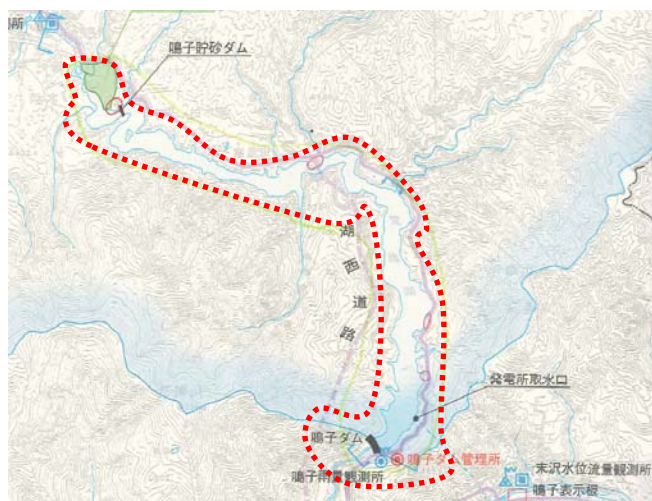 則所
鳴子貯砂ダム
湖西道路
発電所取水口
鳴子ダム
鳴子ダム管理所
鳴子雨量観測所
末沢水位流量観測所
鳴子表示板